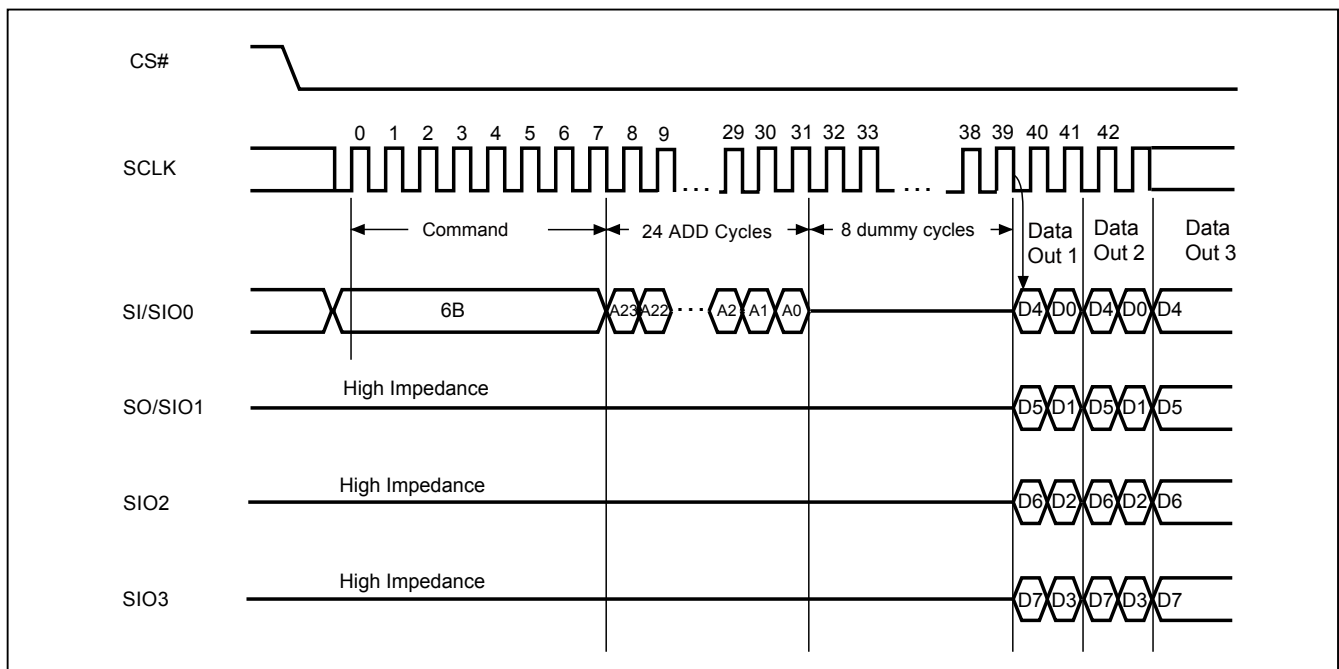 CS#
0 1 2 3 4 5 6 7 8 9 29 30 31 32 33 38 39 40 41 42
SCLK
... ...
Command 24 ADD Cycles 8 dummy cycles Data Out 1 Data Out 2 Data Out 3
SI/SIO0 6B A23 A22 ... A2 A1 A0 D4 D0 D4 D0 D4
High Impedance
SO/SIO1 D5 D1 D5 D1 D5
High Impedance
SIO2 D6 D2 D6 D2 D6
High Impedance
SIO3 D7 D3 D7 D3 D7